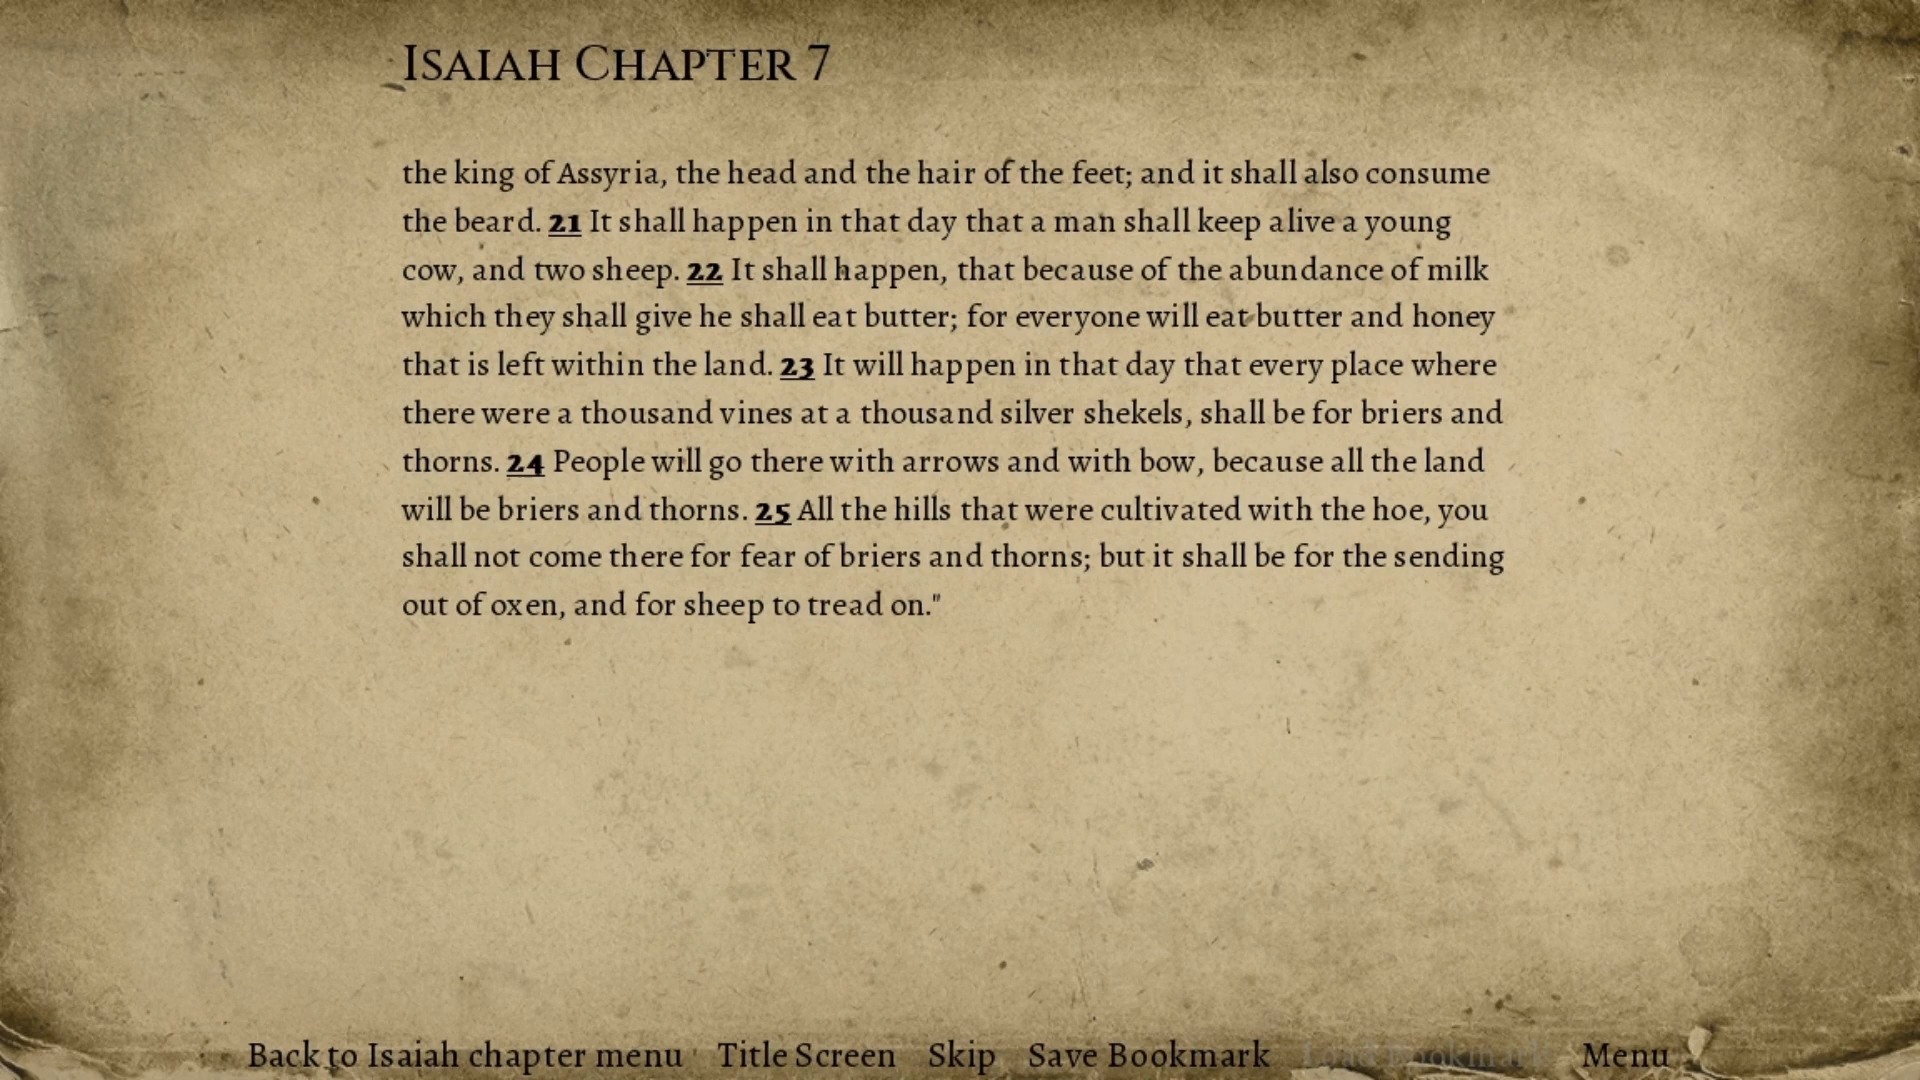 Isaiah Chapter 7
the king of Assyria, the head and the hair of the feet; and it shall also consume
the beard. 21 It shall happen in that day that a man shall keep alive a young
cow, and two sheep. 22 It shall happen, that because of the abundance of milk
which they shall give he shall eat butter; for everyone will eat butter and honey
that is left within the land. 23 It will happen in that day that every place where
there were a thousand vines at a thousand silver shekels, shall be for briers and
thorns. 24 People will go there with arrows and with bow, because all the land
will be briers and thorns. 25 All the hills that were cultivated with the hoe, you
shall not come there for fear of briers and thorns; but it shall be for the sending
out of oxen, and for sheep to tread on."
Back to Isaiah chapter menu Title Screen Skip Save Bookmark Load Bookmark Menu